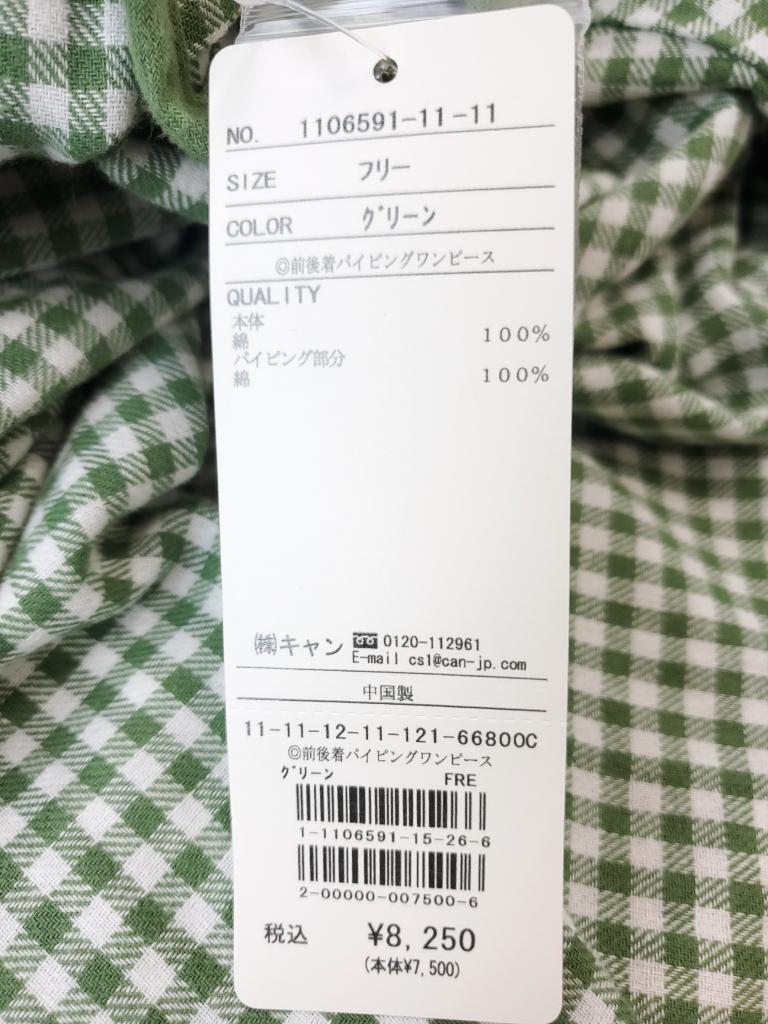 NO. 1106591-11-11
SIZE フリー
COLOR グリーン
◎前後着パイピングワンピース
QUALITY
本体
綿 100%
パイピング部分
綿 100%
㈱キャン 0120-112961
E-mail cs1@can-jp.com
中国製
11-11-12-11-121-66800C
◎前後着パイピングワンピース
グリーン FRE
1-1106591-15-26-6
2-00000-007500-6
税込 ¥8,250
(本体¥7,500)